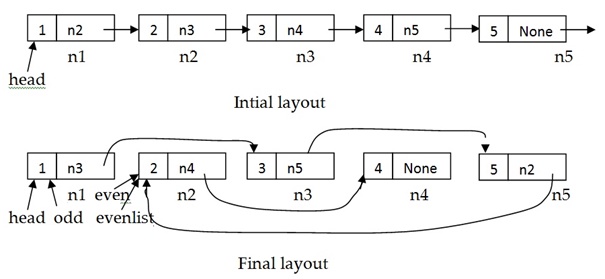 1 n2 2 n3 3 n4 4 n5 5 None
n1 n2 n3 n4 n5
head
Intial layout
1 n3 2 n4 3 n5 4 None 5 n2
n1 even n2 n3 n4 n5
head odd evenlist
Final layout